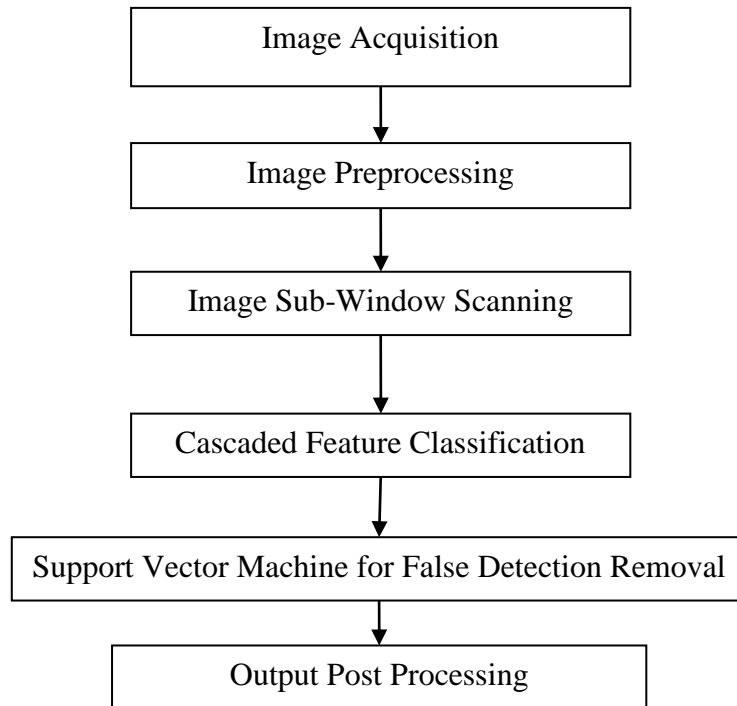 Image Acquisition
Image Preprocessing
Image Sub-Window Scanning
Cascaded Feature Classification
Support Vector Machine for False Detection Removal
Output Post Processing